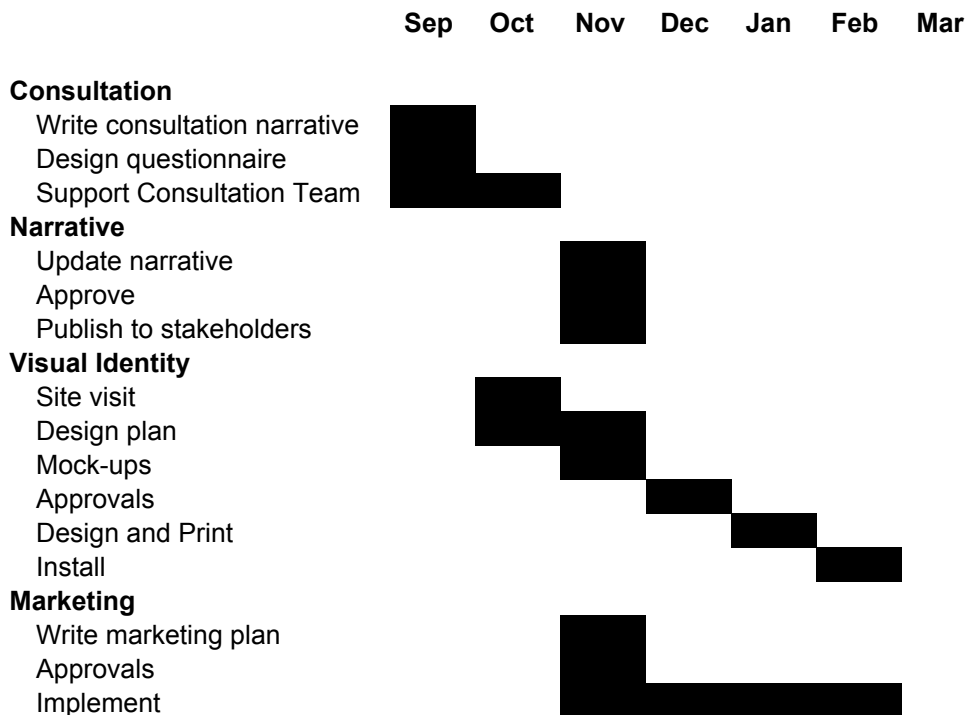 Sep Oct Nov Dec Jan Feb Mar
Consultation
Write consultation narrative
Design questionnaire
Support Consultation Team
Narrative
Update narrative
Approve
Publish to stakeholders
Visual Identity
Site visit
Design plan
Mock-ups
Approvals
Design and Print
Install
Marketing
Write marketing plan
Approvals
Implement